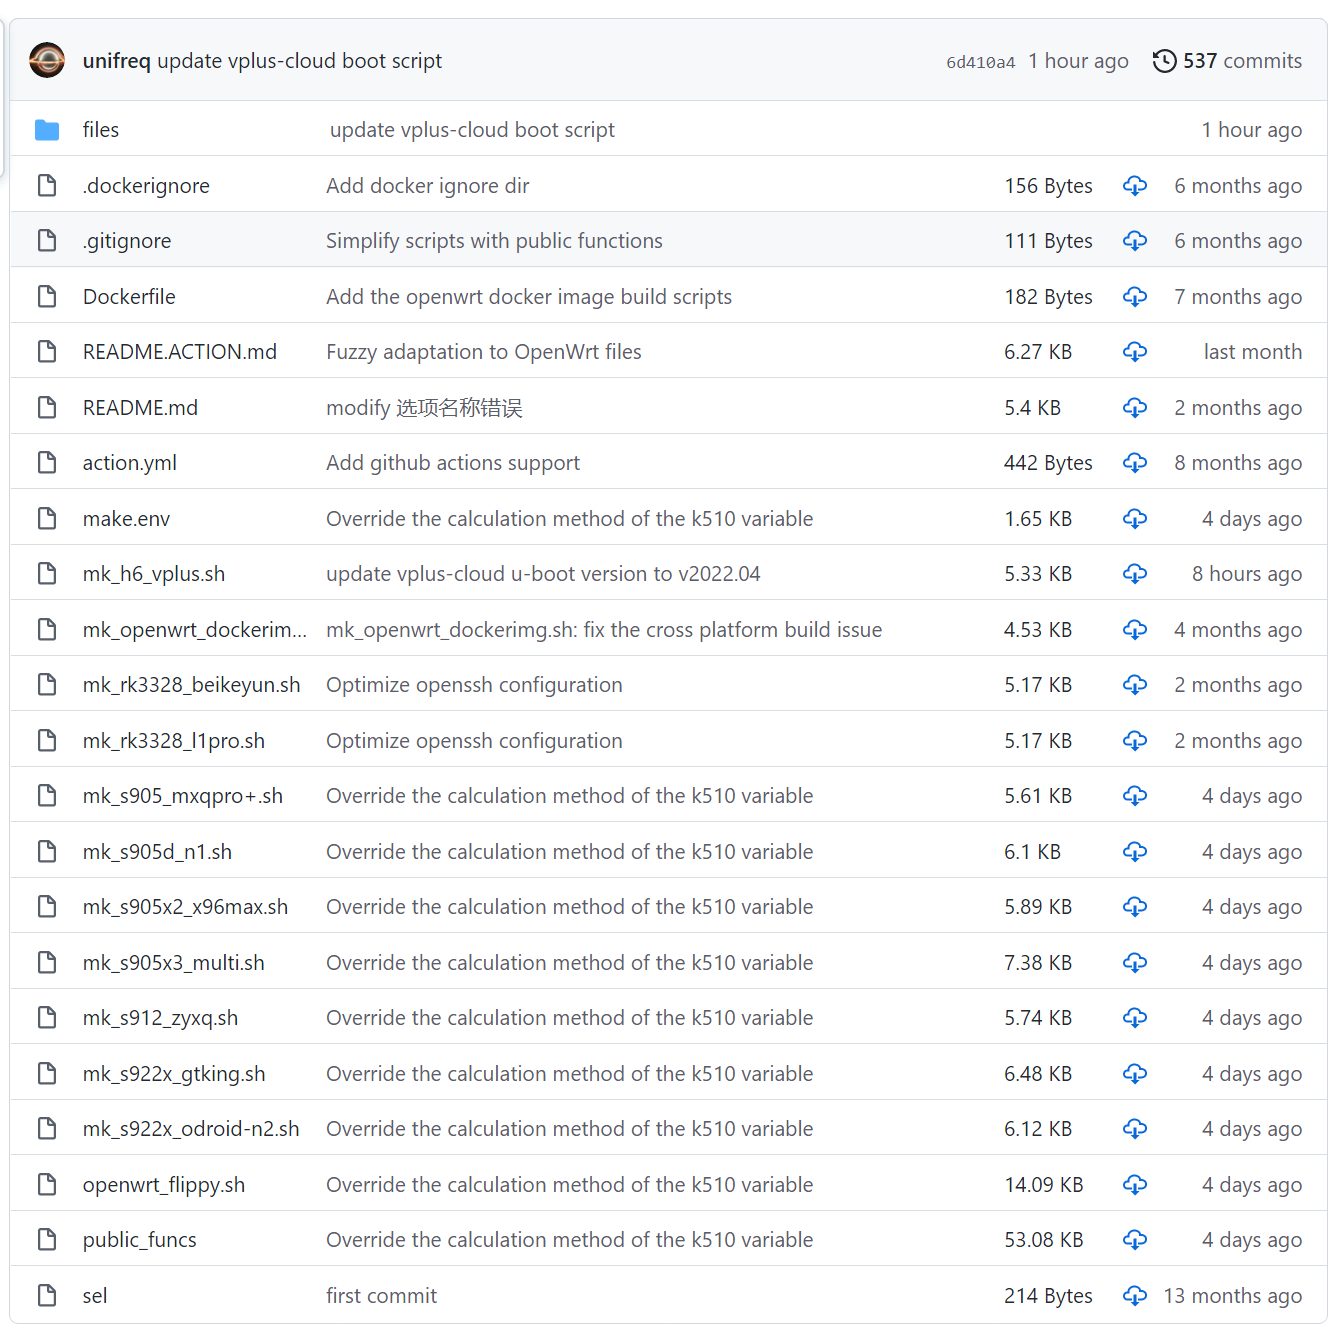 unifreq update vplus-cloud boot script 6d410a4 1 hour ago 537 commits
files update vplus-cloud boot script 1 hour ago
.dockerignore Add docker ignore dir 156 Bytes 6 months ago
.gitignore Simplify scripts with public functions 111 Bytes 6 months ago
Dockerfile Add the openwrt docker image build scripts 182 Bytes 7 months ago
README.ACTION.md Fuzzy adaptation to OpenWrt files 6.27 KB last month
README.md modify 选项名称错误 5.4 KB 2 months ago
action.yml Add github actions support 442 Bytes 8 months ago
make.env Override the calculation method of the k510 variable 1.65 KB 4 days ago
mk_h6_vplus.sh update vplus-cloud u-boot version to v2022.04 5.33 KB 8 hours ago
mk_openwrt_dockerim... mk_openwrt_dockerimg.sh: fix the cross platform build issue 4.53 KB 4 months ago
mk_rk3328_beikeyun.sh Optimize openssh configuration 5.17 KB 2 months ago
mk_rk3328_l1pro.sh Optimize openssh configuration 5.17 KB 2 months ago
mk_s905_mxqpro+.sh Override the calculation method of the k510 variable 5.61 KB 4 days ago
mk_s905d_n1.sh Override the calculation method of the k510 variable 6.1 KB 4 days ago
mk_s905x2_x96max.sh Override the calculation method of the k510 variable 5.89 KB 4 days ago
mk_s905x3_multi.sh Override the calculation method of the k510 variable 7.38 KB 4 days ago
mk_s912_zyxq.sh Override the calculation method of the k510 variable 5.74 KB 4 days ago
mk_s922x_gtking.sh Override the calculation method of the k510 variable 6.48 KB 4 days ago
mk_s922x_odroid-n2.sh Override the calculation method of the k510 variable 6.12 KB 4 days ago
openwrt_flippy.sh Override the calculation method of the k510 variable 14.09 KB 4 days ago
public_funcs Override the calculation method of the k510 variable 53.08 KB 4 days ago
sel first commit 214 Bytes 13 months ago